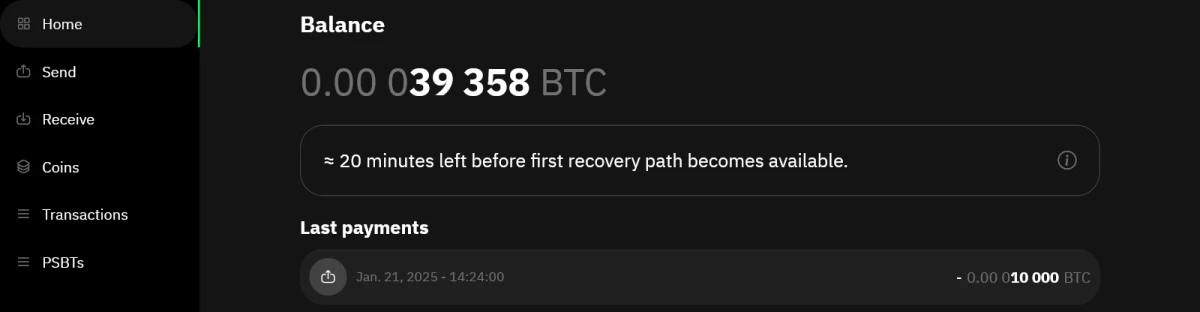 Home
Send
Receive
Coins
Transactions
PSBTs
Balance
0.00 039 358 BTC
≈ 20 minutes left before first recovery path becomes available.
Last payments
Jan. 21, 2025 - 14:24:00
- 0.00 010 000 BTC